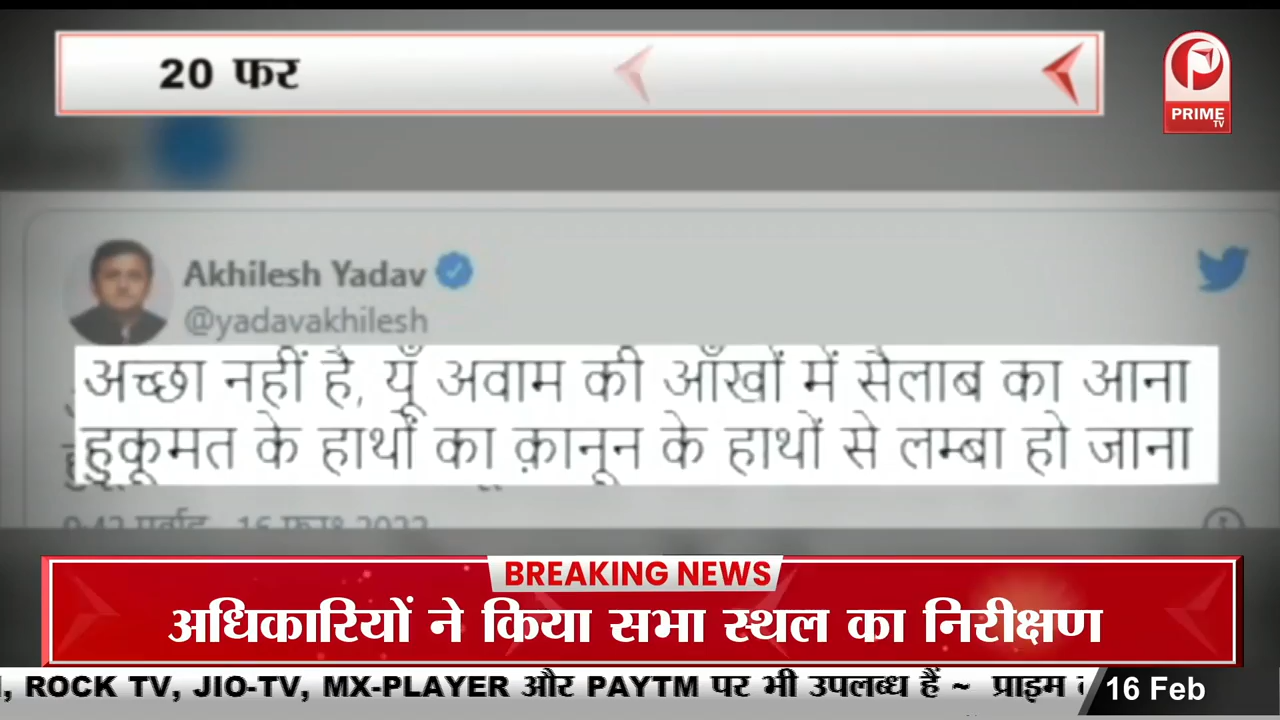 20 फर
PRIME
TV
Akhilesh Yadav
@yadavakhilesh
अच्छा नहीं है, यूँ अवाम की आँखों में सैलाब का आना
हुकूमत के हाथों का क़ानून के हाथों से लम्बा हो जाना
BREAKING NEWS
अधिकारियों ने किया सभा स्थल का निरीक्षण
, ROCK TV, JIO-TV, MX-PLAYER और PAYTM पर भी उपलब्ध हैं ~ प्राइम
16 Feb